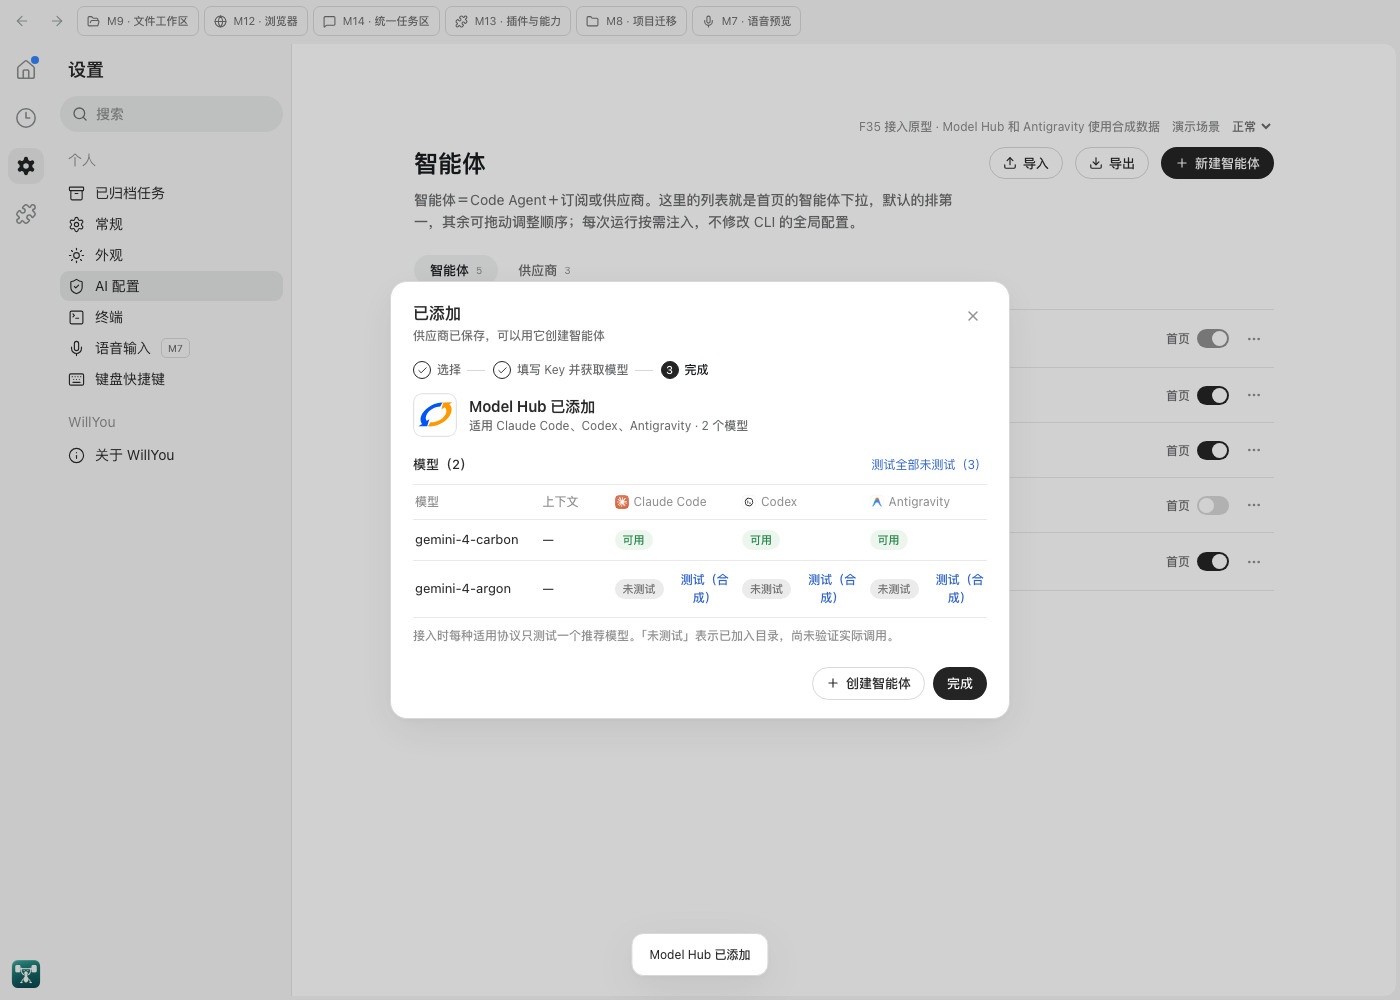 M9 · 文件工作区
M12 · 浏览器
M14 · 统一任务区
M13 · 插件与能力
M8 · 项目迁移
M7 · 语音预览
设置
搜索
个人
已归档任务
常规
外观
AI 配置
终端
语音输入 M7
键盘快捷键
WillYou
关于 WillYou
F35 接入原型 · Model Hub 和 Antigravity 使用合成数据 演示场景 正常
智能体
导入
导出
新建智能体
智能体＝Code Agent＋订阅或供应商。这里的列表就是首页的智能体下拉，默认的排第
一，其余可拖动调整顺序；每次运行按需注入，不修改 CLI 的全局配置。
智能体 5
供应商 3
首页
首页
首页
首页
首页
已添加
供应商已保存，可以用它创建智能体
选择
填写 Key 并获取模型
3 完成
Model Hub 已添加
适用 Claude Code、Codex、Antigravity · 2 个模型
模型（2）
测试全部未测试（3）
模型 上下文 Claude Code Codex Antigravity
gemini-4-carbon — 可用 可用 可用
gemini-4-argon — 未测试 测试（合成） 未测试 测试（合成） 未测试 测试（合成）
接入时每种适用协议只测试一个推荐模型。「未测试」表示已加入目录，尚未验证实际调用。
创建智能体
完成
Model Hub 已添加